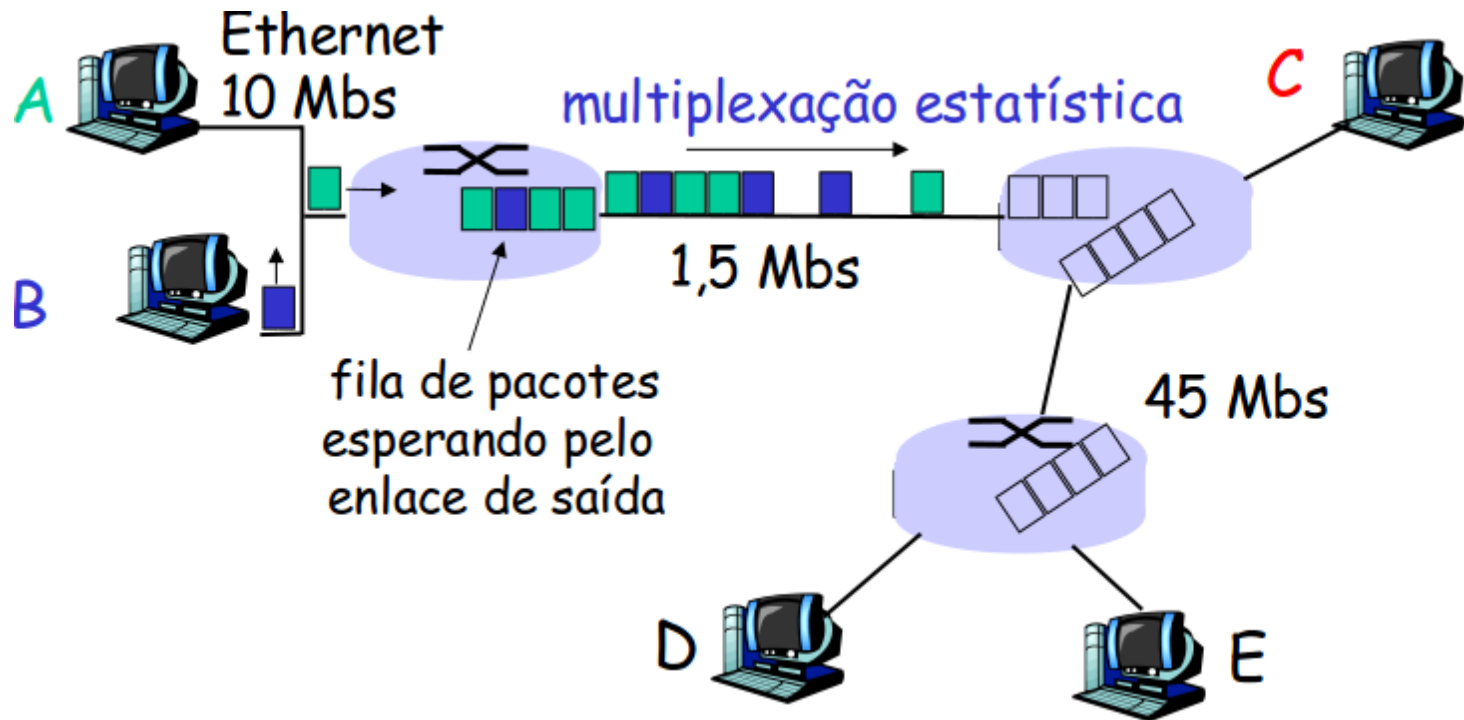 Ethernet
10 Mbs
A
multiplexação estatística
C
B
1,5 Mbs
fila de pacotes
esperando pelo
enlace de saída
45 Mbs
D
E